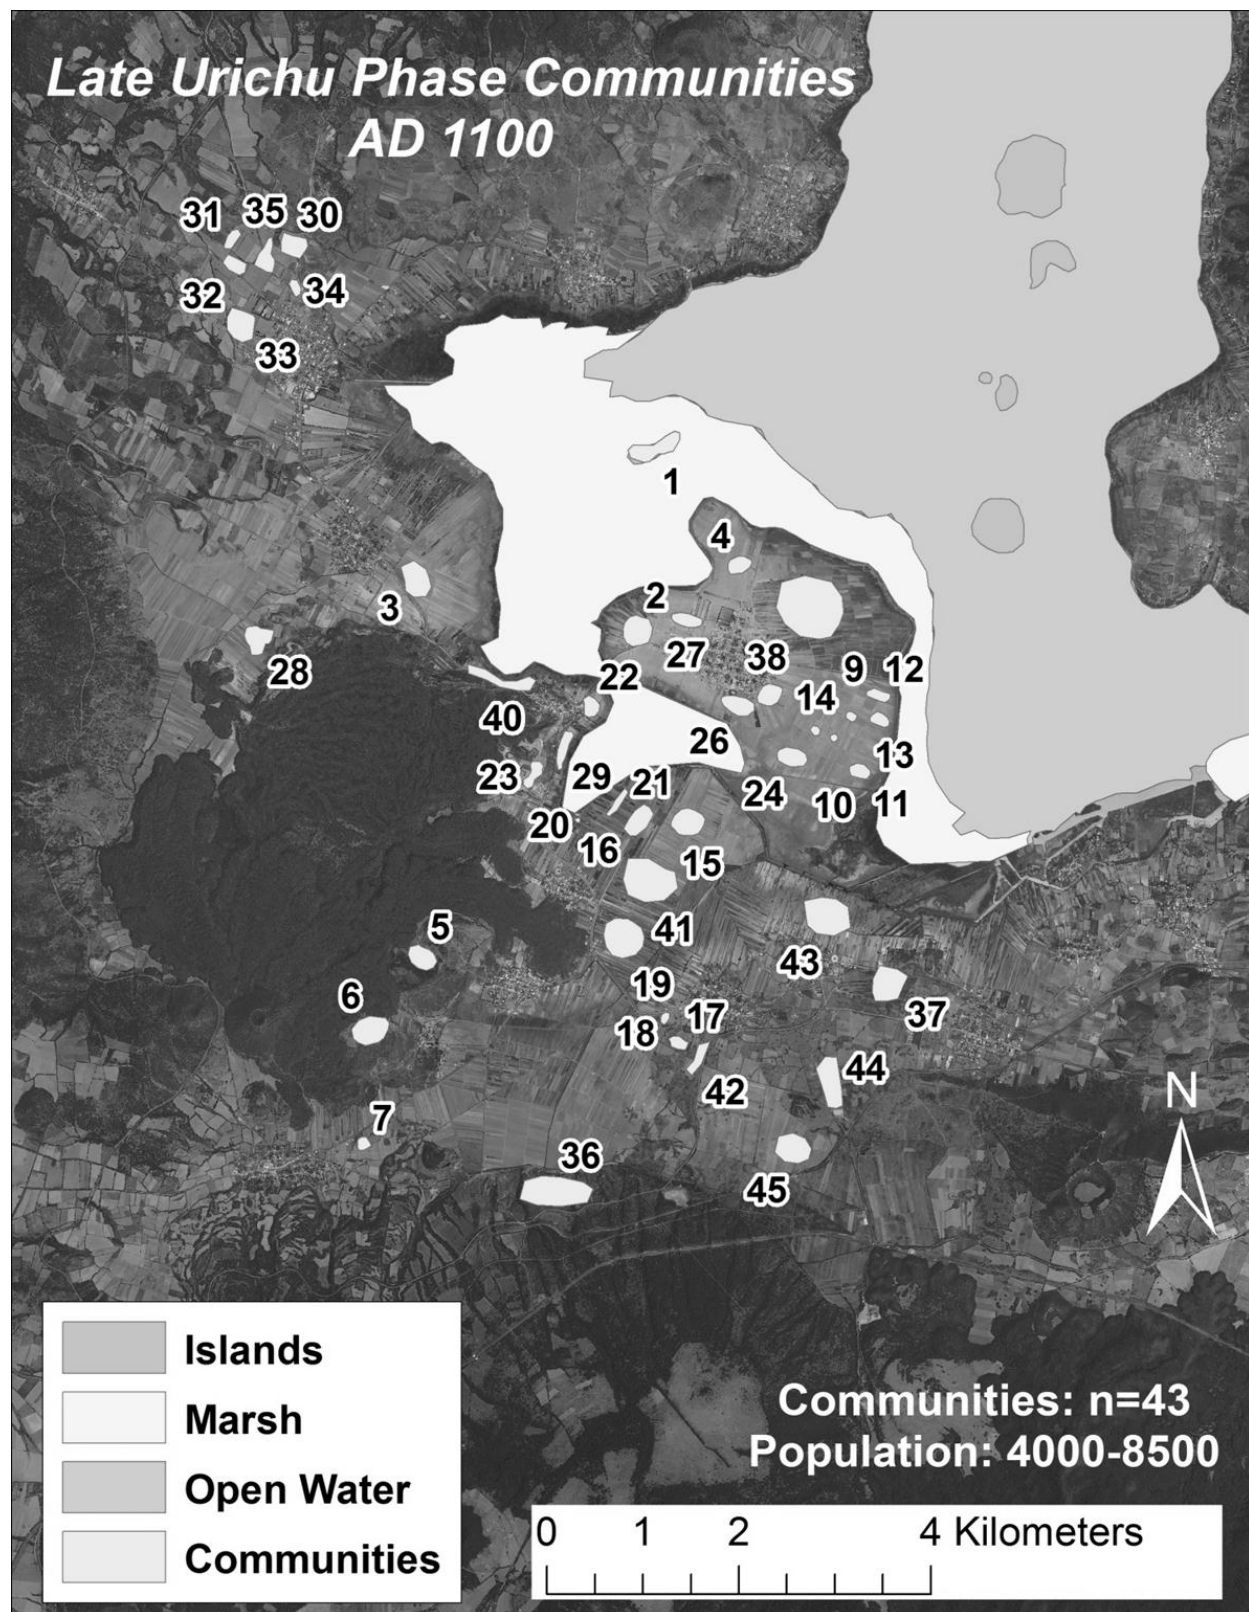 Late Urichu Phase Communities
AD 1100
31 35 30
32 34
33
1
4
2
3
27 38 9 12
28 22 14
40 26 13
23 29 21 24 10 11
20 16 15
5 41 43
6 19 37
18 17
42 44
7
36 45
N
Islands
Marsh
Open Water
Communities
Communities: n=43
Population: 4000-8500
0 1 2 4 Kilometers